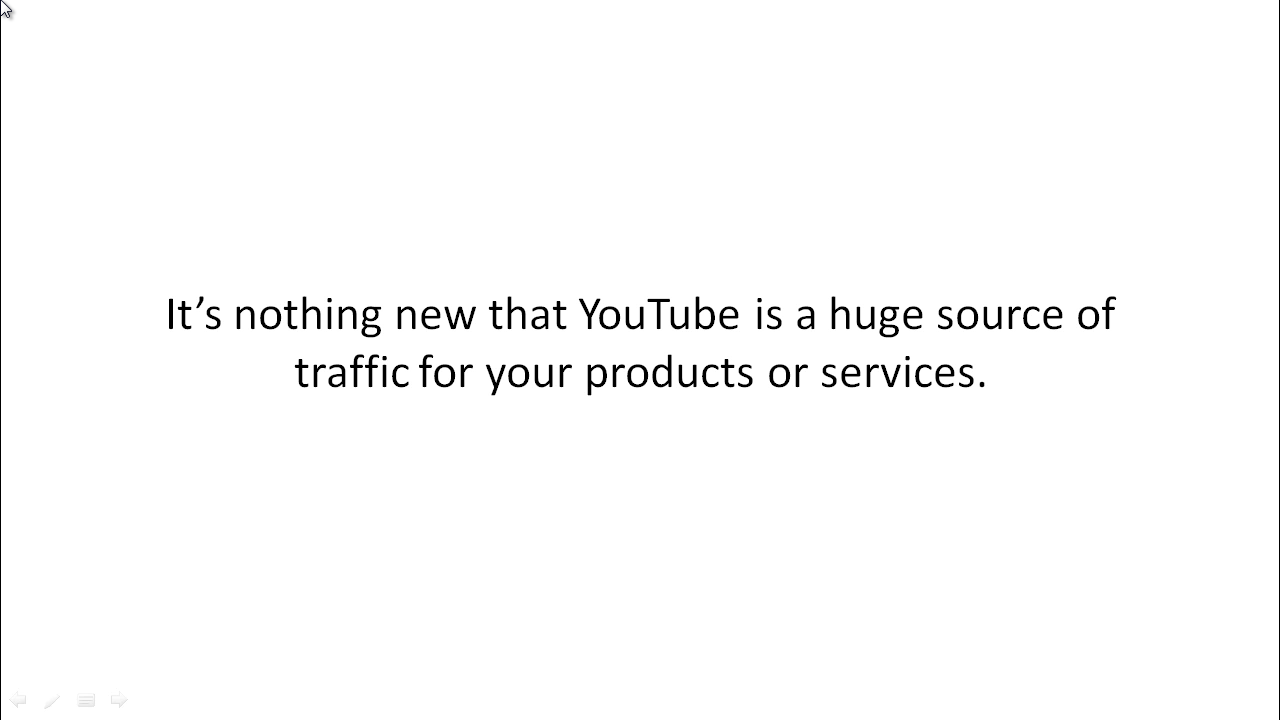 It’s nothing new that YouTube is a huge source of
traffic for your products or services.